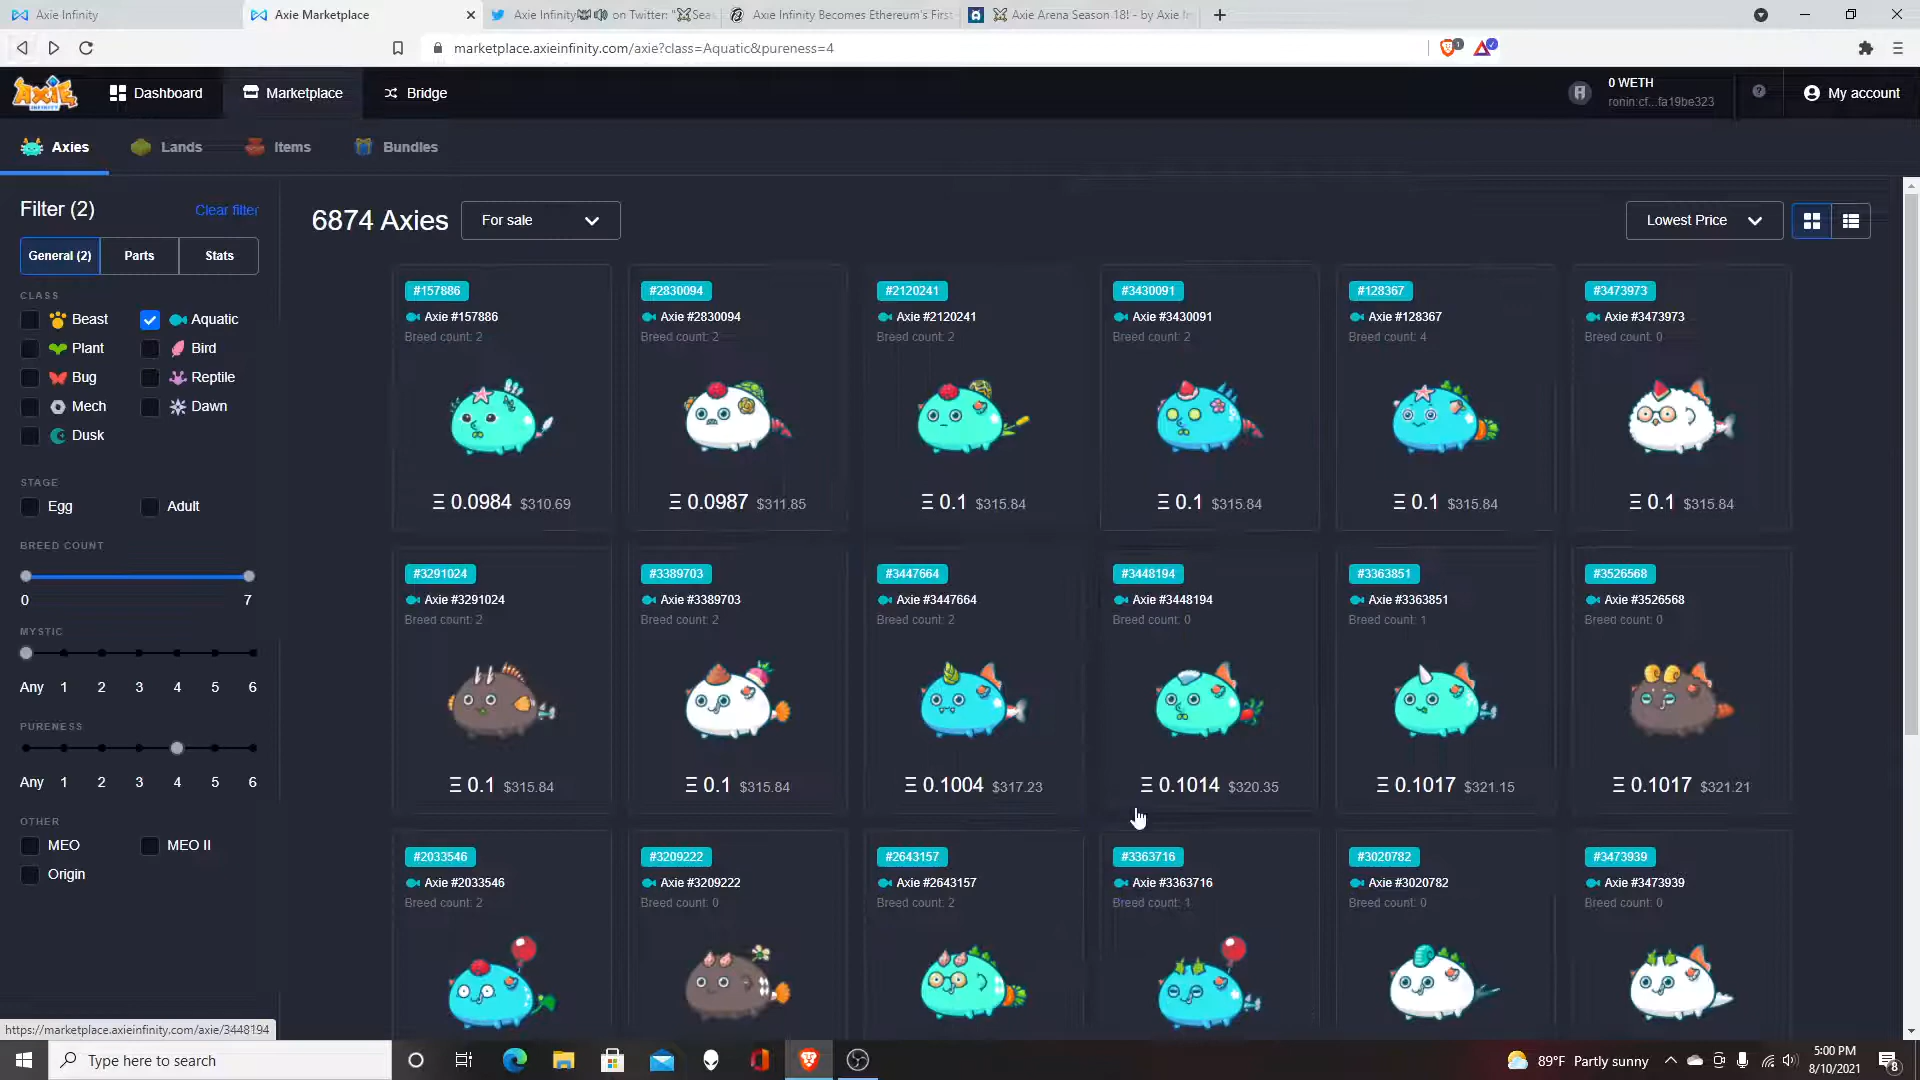 Axie Infinity
Axie Marketplace
Axie Infinity on Twitter: "Sea
Axie Infinity Becomes Ethereum's First
Axie Arena Season 18! - by Axie In
marketplace.axieinfinity.com/axie?class=Aquatic&pureness=4
AXIE INFINITY
Dashboard
Marketplace
Bridge
0 WETH
ronin:cf...fa19be323
My account
Axies
Lands
Items
Bundles
Filter (2)
Clear filter
General (2)
Parts
Stats
CLASS
Beast
Aquatic
Plant
Bird
Bug
Reptile
Mech
Dawn
Dusk
STAGE
Egg
Adult
BREED COUNT
0 7
MYSTIC
Any 1 2 3 4 5 6
PURENESS
Any 1 2 3 4 5 6
OTHER
MEO
MEO II
Origin
6874 Axies
For sale
Lowest Price
#157886
Axie #157886
Breed count: 2
Ξ 0.0984 $310.69
#2830094
Axie #2830094
Breed count: 2
Ξ 0.0987 $311.85
#2120241
Axie #2120241
Breed count: 2
Ξ 0.1 $315.84
#3430091
Axie #3430091
Breed count: 2
Ξ 0.1 $315.84
#128367
Axie #128367
Breed count: 4
Ξ 0.1 $315.84
#3473973
Axie #3473973
Breed count: 0
Ξ 0.1 $315.84
#3291024
Axie #3291024
Breed count: 2
Ξ 0.1 $315.84
#3389703
Axie #3389703
Breed count: 2
Ξ 0.1 $315.84
#3447664
Axie #3447664
Breed count: 2
Ξ 0.1004 $317.23
#3448194
Axie #3448194
Breed count: 0
Ξ 0.1014 $320.35
#3363851
Axie #3363851
Breed count: 1
Ξ 0.1017 $321.15
#3526568
Axie #3526568
Breed count: 0
Ξ 0.1017 $321.21
#2033546
Axie #2033546
Breed count: 2
#3209222
Axie #3209222
Breed count: 0
#2643157
Axie #2643157
Breed count: 2
#3363716
Axie #3363716
Breed count: 1
#3020782
Axie #3020782
Breed count: 0
#3473939
Axie #3473939
Breed count: 0
https://marketplace.axieinfinity.com/axie/3448194
Type here to search
89°F Partly sunny
5:00 PM
8/10/2021
8